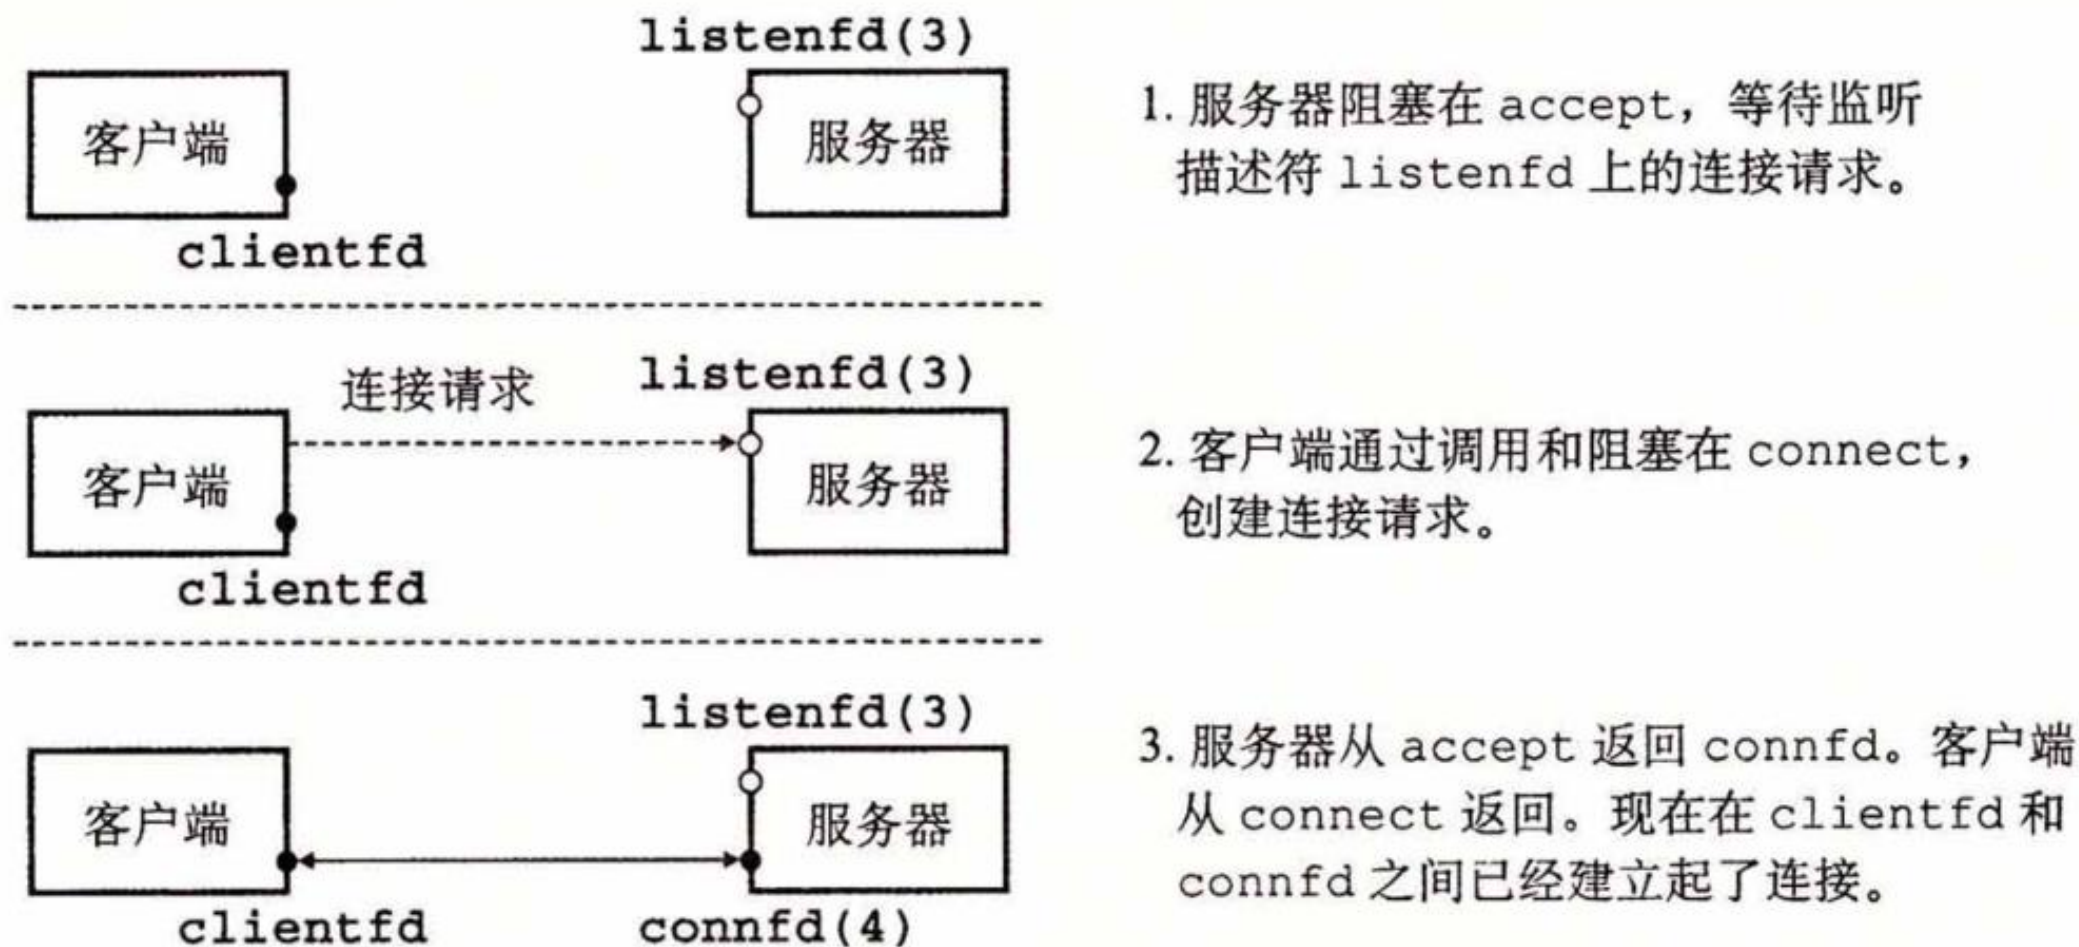 listenfd(3)
客户端
服务器
clientfd
1. 服务器阻塞在 accept，等待监听
描述符 listenfd 上的连接请求。
连接请求
listenfd(3)
客户端
服务器
clientfd
2. 客户端通过调用和阻塞在 connect，
创建连接请求。
listenfd(3)
客户端
服务器
clientfd
connfd(4)
3. 服务器从 accept 返回 connfd。客户端
从 connect 返回。现在在 clientfd 和
connfd 之间已经建立起了连接。